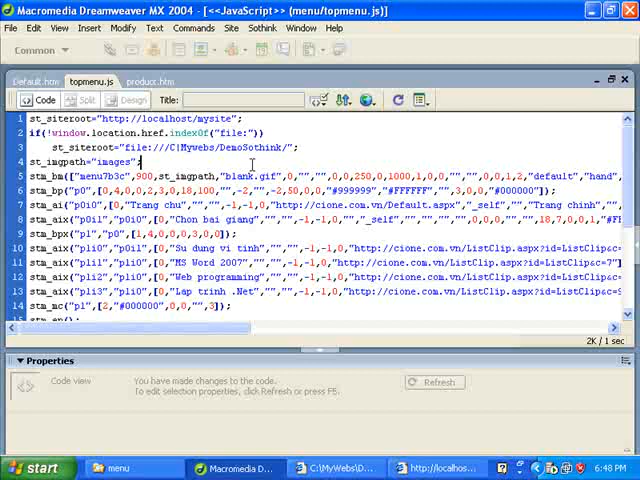 Macromedia Dreamweaver MX 2004 - [<<JavaScript>> (menu/topmenu.js)]
File Edit View Insert Modify Text Commands Site Sothink Window Help
Common
Default.htm topmenu.js product.htm
Code Split Design Title:
1 st_siteroot="http://localhost/mysite";
2 if(!window.location.href.indexOf("file:"))
3 st_siteroot="file:///C|Mywebs/DemoSothink/";
4 st_imgpath="images";
5 stm_bm(["menu7b3c",900,st_imgpath,"blank.gif",0,"","",0,0,250,0,1000,1,0,0,"","",0,0,1,2,"default","hand",
6 stm_bp("p0",[0,4,0,0,2,3,0,18,100,"",-2,"",-2,50,0,0,"#999999","#FFFFFF","",3,0,0,"#000000"]);
7 stm_ai("p0i0",[0,"Trang chu","","",-1,-1,0,"http://cione.com.vn/Default.aspx","_self","","Trang chinh","",
8 stm_aix("p0i1","p0i0",[0,"Chon bai giang","","",-1,-1,0,"","_self","","","","",0,0,0,"","",18,7,0,0,1,"#FF
9 stm_bpx("p1","p0",[1,4,0,0,0,3,0,0]);
10 stm_aix("p1i0","p0i0",[0,"Su dung vi tinh","","",-1,-1,0,"http://cione.com.vn/ListClip.aspx?id=ListClip&c=
11 stm_aix("p1i1","p0i0",[0,"MS Word 2007","","",-1,-1,0,"http://cione.com.vn/ListClip.aspx?id=ListClip&c=7"]
12 stm_aix("p1i2","p0i0",[0,"Web programming","","",-1,-1,0,"http://cione.com.vn/ListClip.aspx?id=ListClip&c=
13 stm_aix("p1i3","p0i0",[0,"Lap trinh .Net","","",-1,-1,0,"http://cione.com.vn/ListClip.aspx?id=ListClip&c=9
14 stm_mc("p1",[2,"#000000",0,0,"",3]);
15 stm_ep();
2K / 1 sec
Properties
Code view You have made changes to the code. Refresh
To edit selection properties, click Refresh or press F5.
start menu Macromedia D... C:\MyWebs\D... http://localhos... 6:48 PM